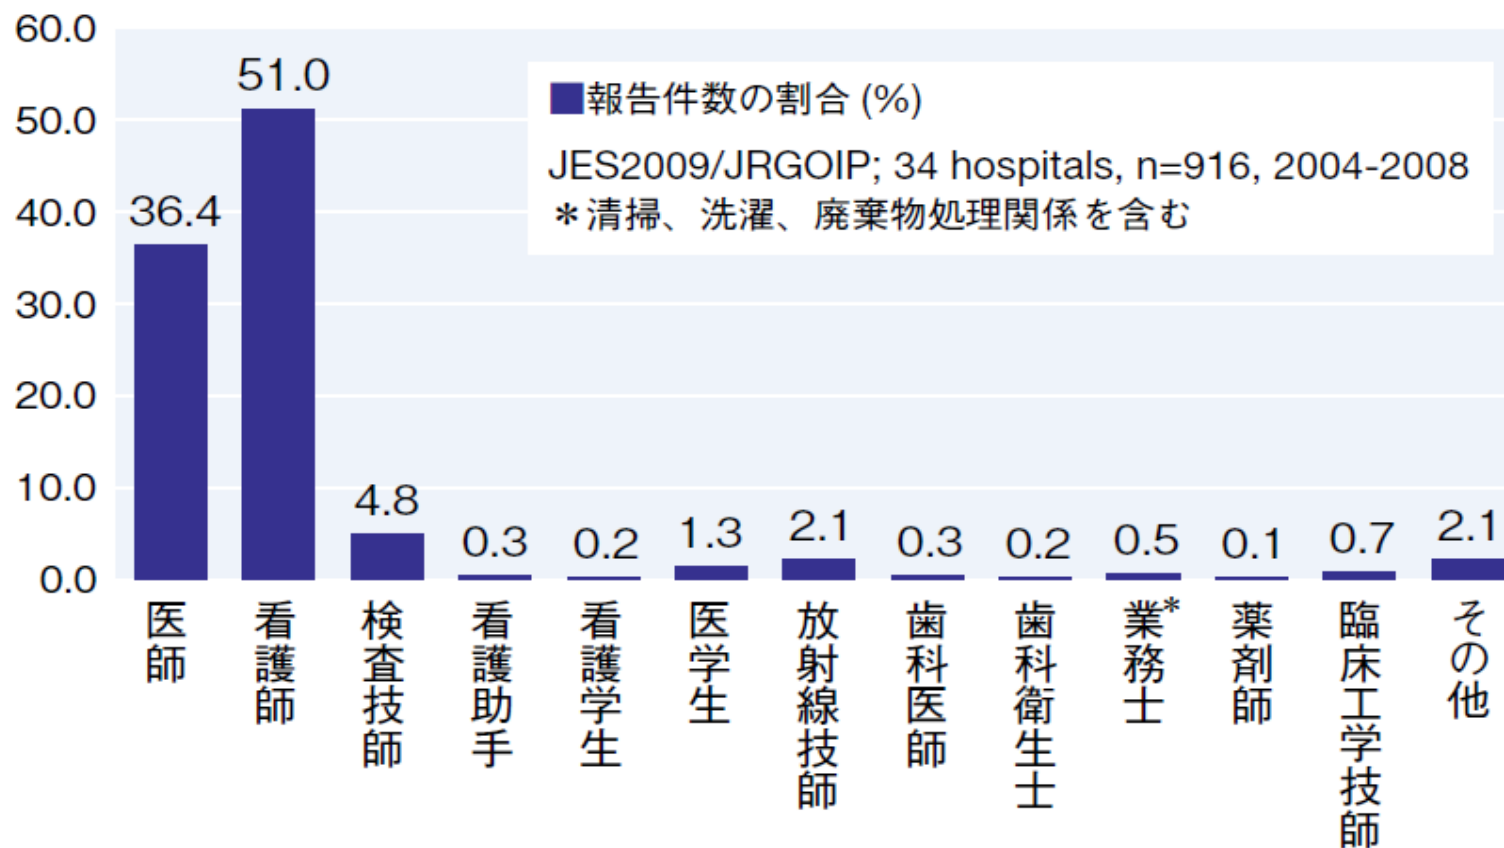 60.0
50.0
40.0
30.0
20.0
10.0
0.0
■報告件数の割合 (%)
JES2009/JRGOIP; 34 hospitals, n=916, 2004-2008
＊清掃、洗濯、廃棄物処理関係を含む
36.4
51.0
4.8
0.3
0.2
1.3
2.1
0.3
0.2
0.5
0.1
0.7
2.1
医師
看護師
検査技師
看護助手
看護学生
医学生
放射線技師
歯科医師
歯科衛生士
業務士*
薬剤師
臨床工学技師
その他